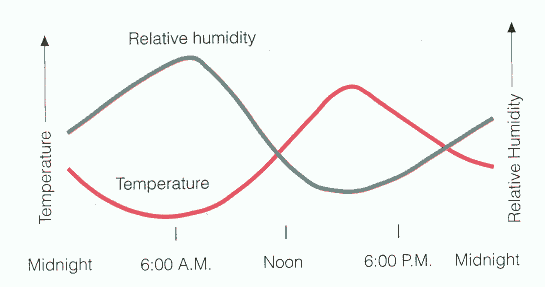 Relative humidity
Temperature
Relative Humidity
Temperature
Midnight
6:00 A.M.
Noon
6:00 P.M.
Midnight